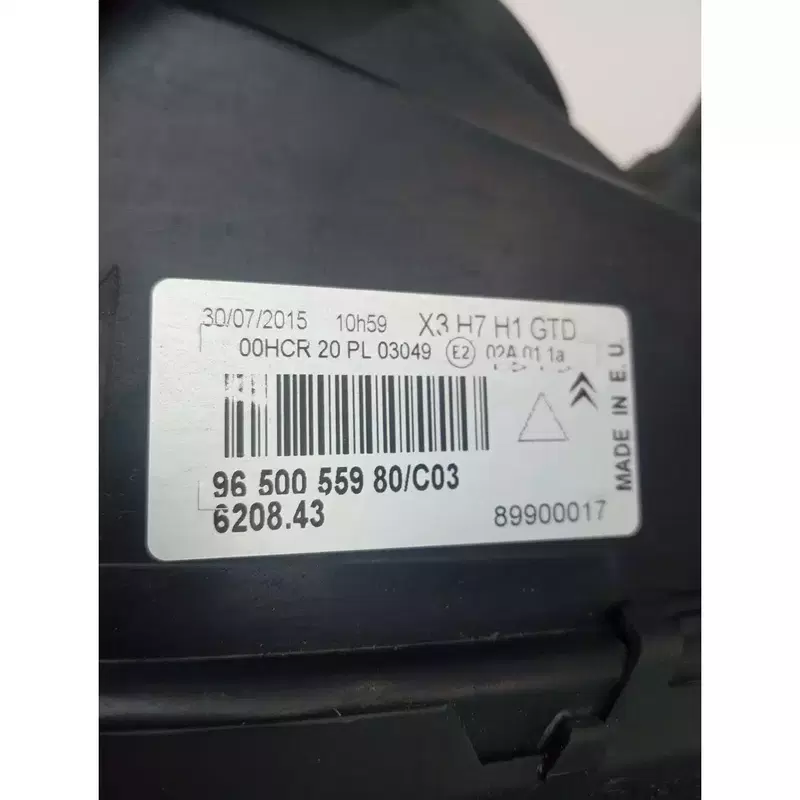 30/07/2015 10h59 X3 H7 H1 GTD
00HCR 20 PL 03049 E2 02A 01 1a
96 500 559 80/C03
6208.43
89900017
MADE IN E.U.